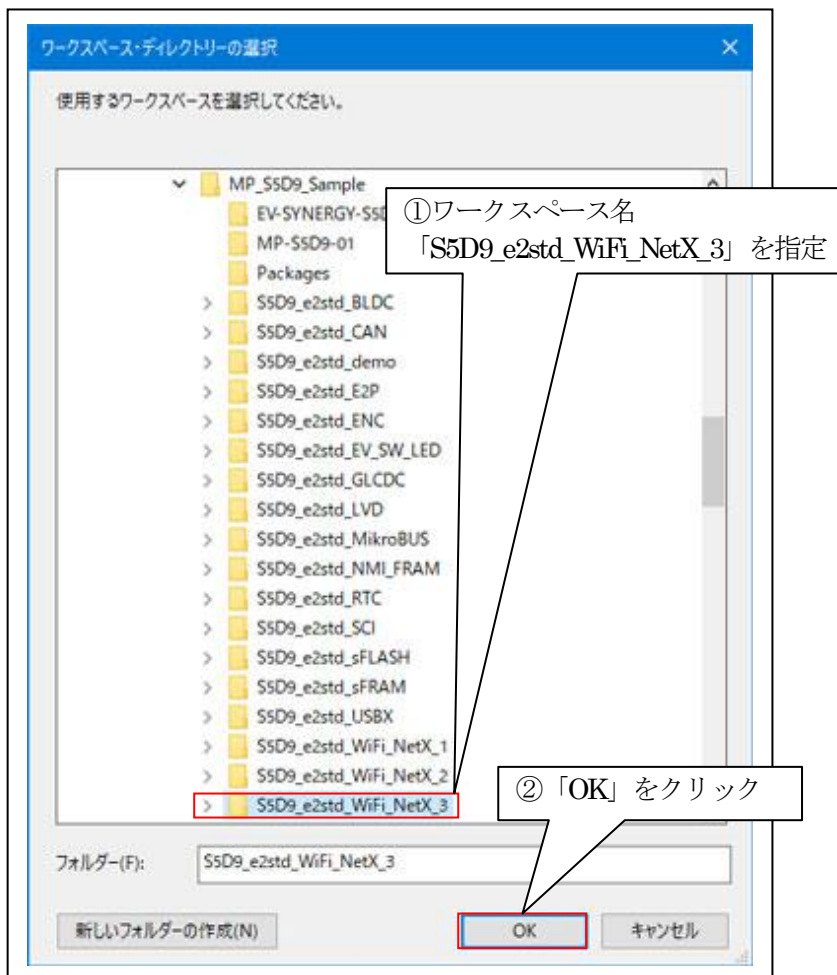 ワークスペース・ディレクトリーの選択
使用するワークスペースを選択してください。
MP_S5D9_Sample
EV-SYNERGY-S5D
MP-S5D9-01
Packages
S5D9_e2std_BLDC
S5D9_e2std_CAN
S5D9_e2std_demo
S5D9_e2std_E2P
S5D9_e2std_ENC
S5D9_e2std_EV_SW_LED
S5D9_e2std_GLCDC
S5D9_e2std_LVD
S5D9_e2std_MikroBUS
S5D9_e2std_NMI_FRAM
S5D9_e2std_RTC
S5D9_e2std_SCI
S5D9_e2std_sFLASH
S5D9_e2std_sFRAM
S5D9_e2std_USBX
S5D9_e2std_WiFi_NetX_1
S5D9_e2std_WiFi_NetX_2
S5D9_e2std_WiFi_NetX_3
①ワークスペース名
「S5D9_e2std_WiFi_NetX_3」を指定
②「OK」をクリック
フォルダー(F): S5D9_e2std_WiFi_NetX_3
新しいフォルダーの作成(N) OK キャンセル